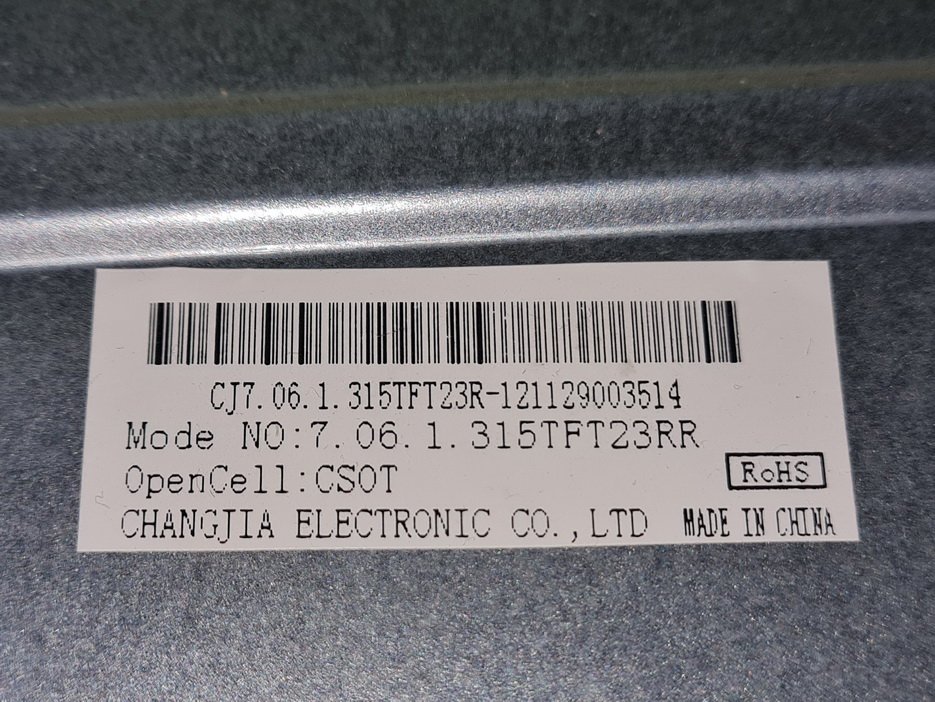 CJ7.06.1.315TFT23R-121129003514
Mode NO:7.06.1.315TFT23RR
OpenCell:CSOT
RoHS
CHANGJIA ELECTRONIC CO.,LTD MADE IN CHINA